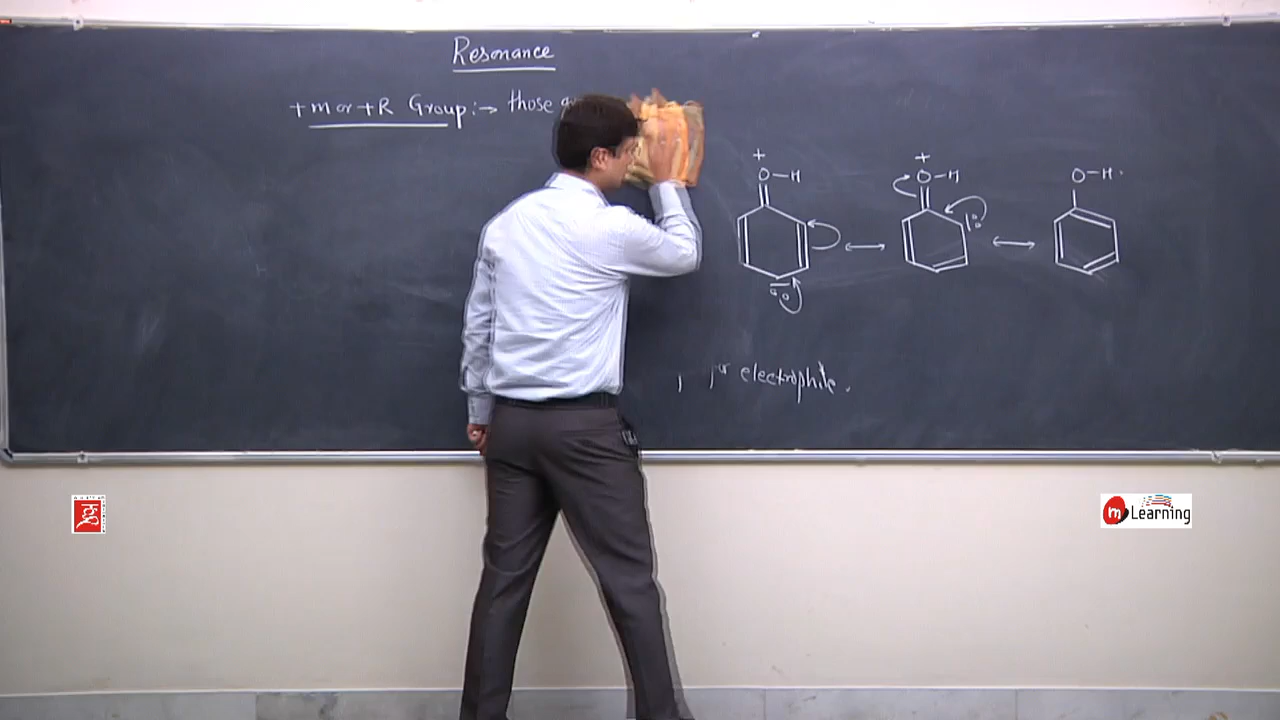 Resonance
+m or +R Group:→ those
+ + 
O–H O–H O–H
electrophile.
m Learning